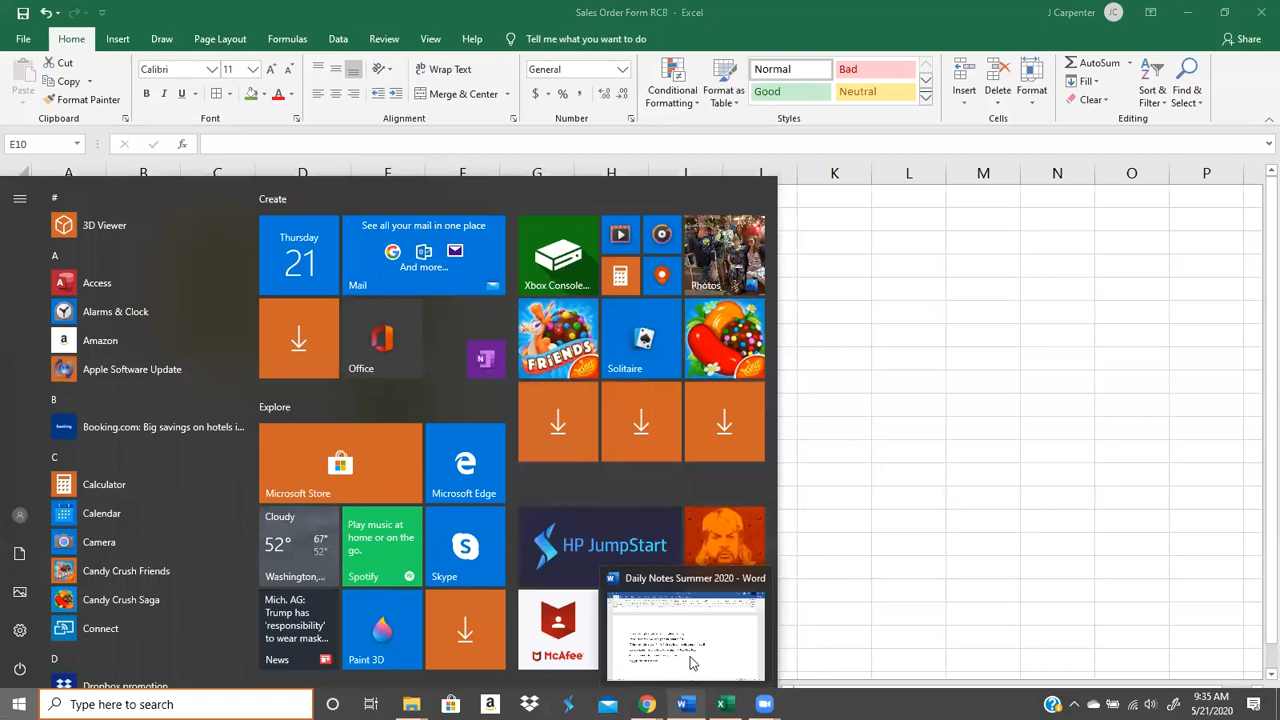 Sales Order Form RCB - Excel
J Carpenter
JC
File
Home
Insert
Draw
Page Layout
Formulas
Data
Review
View
Help
Tell me what you want to do
Share
Paste
Cut
Copy
Format Painter
Clipboard
Calibri
11
Font
Wrap Text
Merge & Center
Alignment
General
Number
Conditional
Formatting
Format as
Table
Normal
Bad
Good
Neutral
Styles
Insert
Delete
Format
Cells
AutoSum
Fill
Clear
Sort &
Filter
Find &
Select
Editing
E10
fx
A B C D E F G H K L M N O P
#
3D Viewer
A
Access
Alarms & Clock
Amazon
Apple Software Update
B
Booking.com: Big savings on hotels i...
C
Calculator
Calendar
Camera
Candy Crush Friends
Candy Crush Saga
Connect
D
Dropbox promotion
Create
Thursday
21
See all your mail in one place
And more...
Mail
Office
Explore
Microsoft Store
Microsoft Edge
Cloudy
52°
67°
52°
Washington,...
Play music at
home or on the
go.
Spotify
Skype
Mich. AG:
Trump has
'responsibility'
to wear mask...
News
Paint 3D
Xbox Console...
Photos
FRIENDS
Solitaire
HP JumpStart
McAfee
Daily Notes Summer 2020 - Word
Type here to search
9:35 AM
5/21/2020